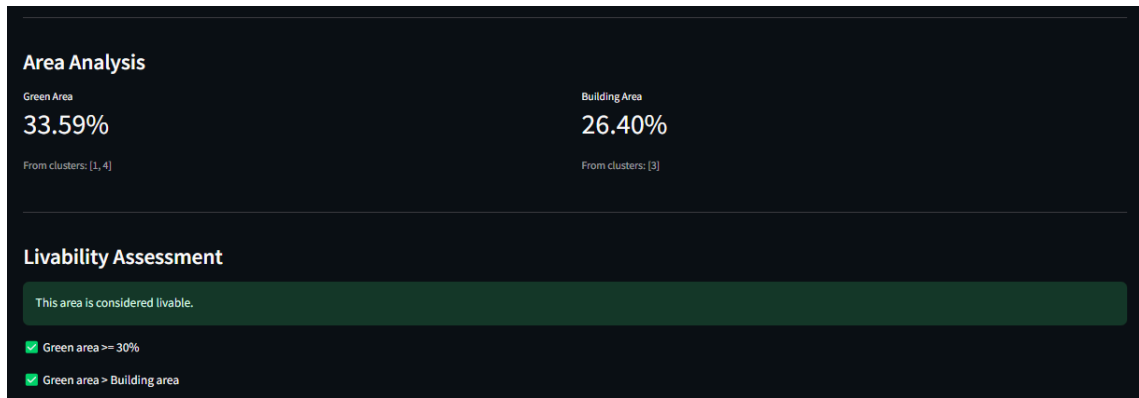 Area Analysis
Green Area
33.59%
From clusters: [1, 4]
Building Area
26.40%
From clusters: [3]
Livability Assessment
This area is considered livable.
✅ Green area >= 30%
✅ Green area > Building area